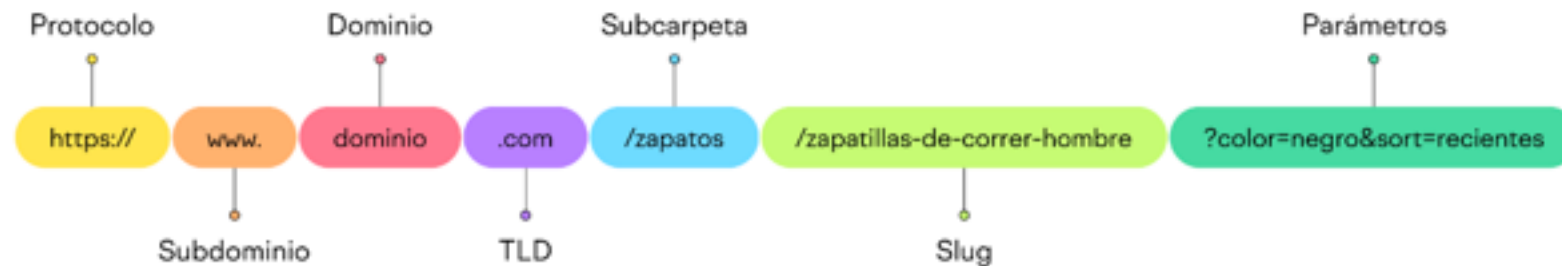 Protocolo Dominio Subcarpeta Parámetros
https:// www. dominio .com /zapatos /zapatillas-de-correr-hombre ?color=negro&sort=recientes
Subdominio TLD Slug